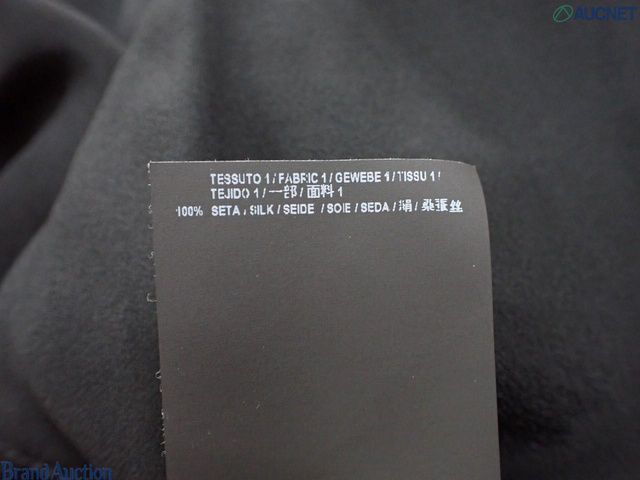 AUCNET
TESSUTO 1 / FABRIC 1 / GEWEBE 1 / TISSU 1 /
TEJIDO 1 / 一部 / 面料 1
100% SETA / SILK / SEIDE / SOIE / SEDA / 絹 / 桑蚕丝
Brand Auction